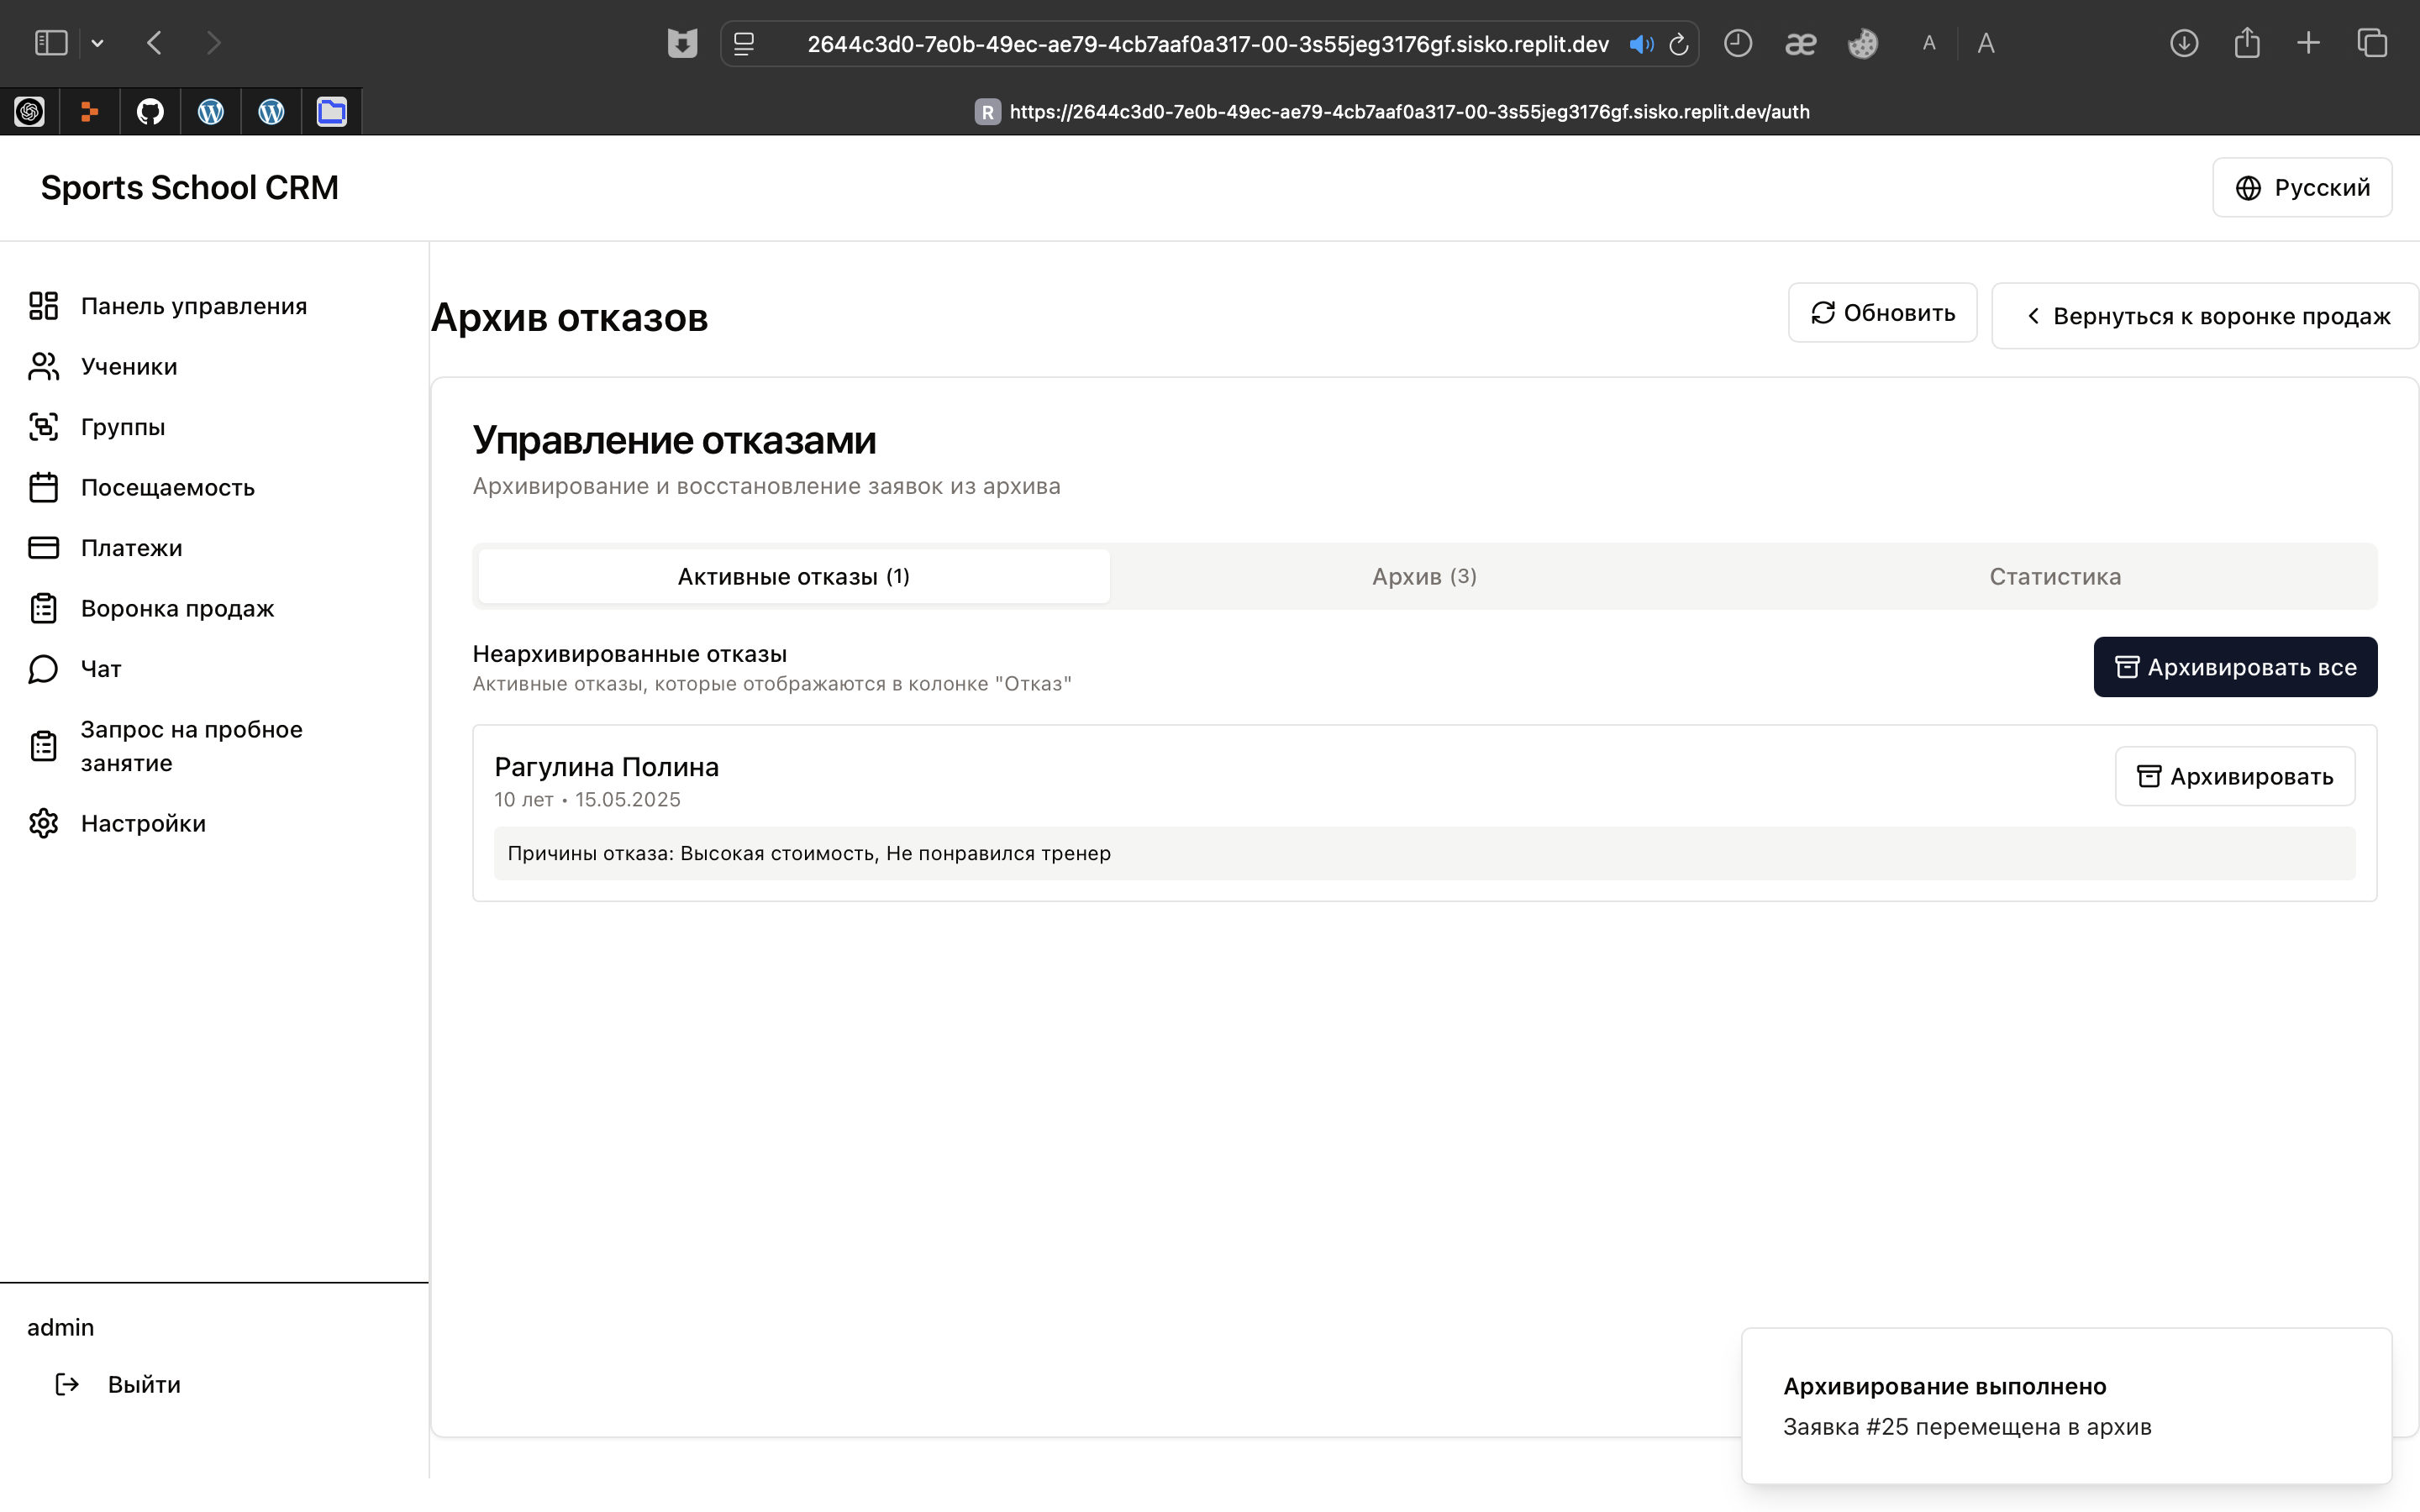 2644c3d0-7e0b-49ec-ae79-4cb7aaf0a317-00-3s55jeg3176gf.sisko.replit.dev
æ
A
A
R https://2644c3d0-7e0b-49ec-ae79-4cb7aaf0a317-00-3s55jeg3176gf.sisko.replit.dev/auth
Sports School CRM
Русский
Панель управления
Ученики
Группы
Посещаемость
Платежи
Воронка продаж
Чат
Запрос на пробное
занятие
Настройки
admin
Выйти
Архив отказов
Обновить
Вернуться к воронке продаж
Управление отказами
Архивирование и восстановление заявок из архива
Активные отказы (1)
Архив (3)
Статистика
Неархивированные отказы
Активные отказы, которые отображаются в колонке "Отказ"
Архивировать все
Рагулина Полина
10 лет • 15.05.2025
Архивировать
Причины отказа: Высокая стоимость, Не понравился тренер
Архивирование выполнено
Заявка #25 перемещена в архив